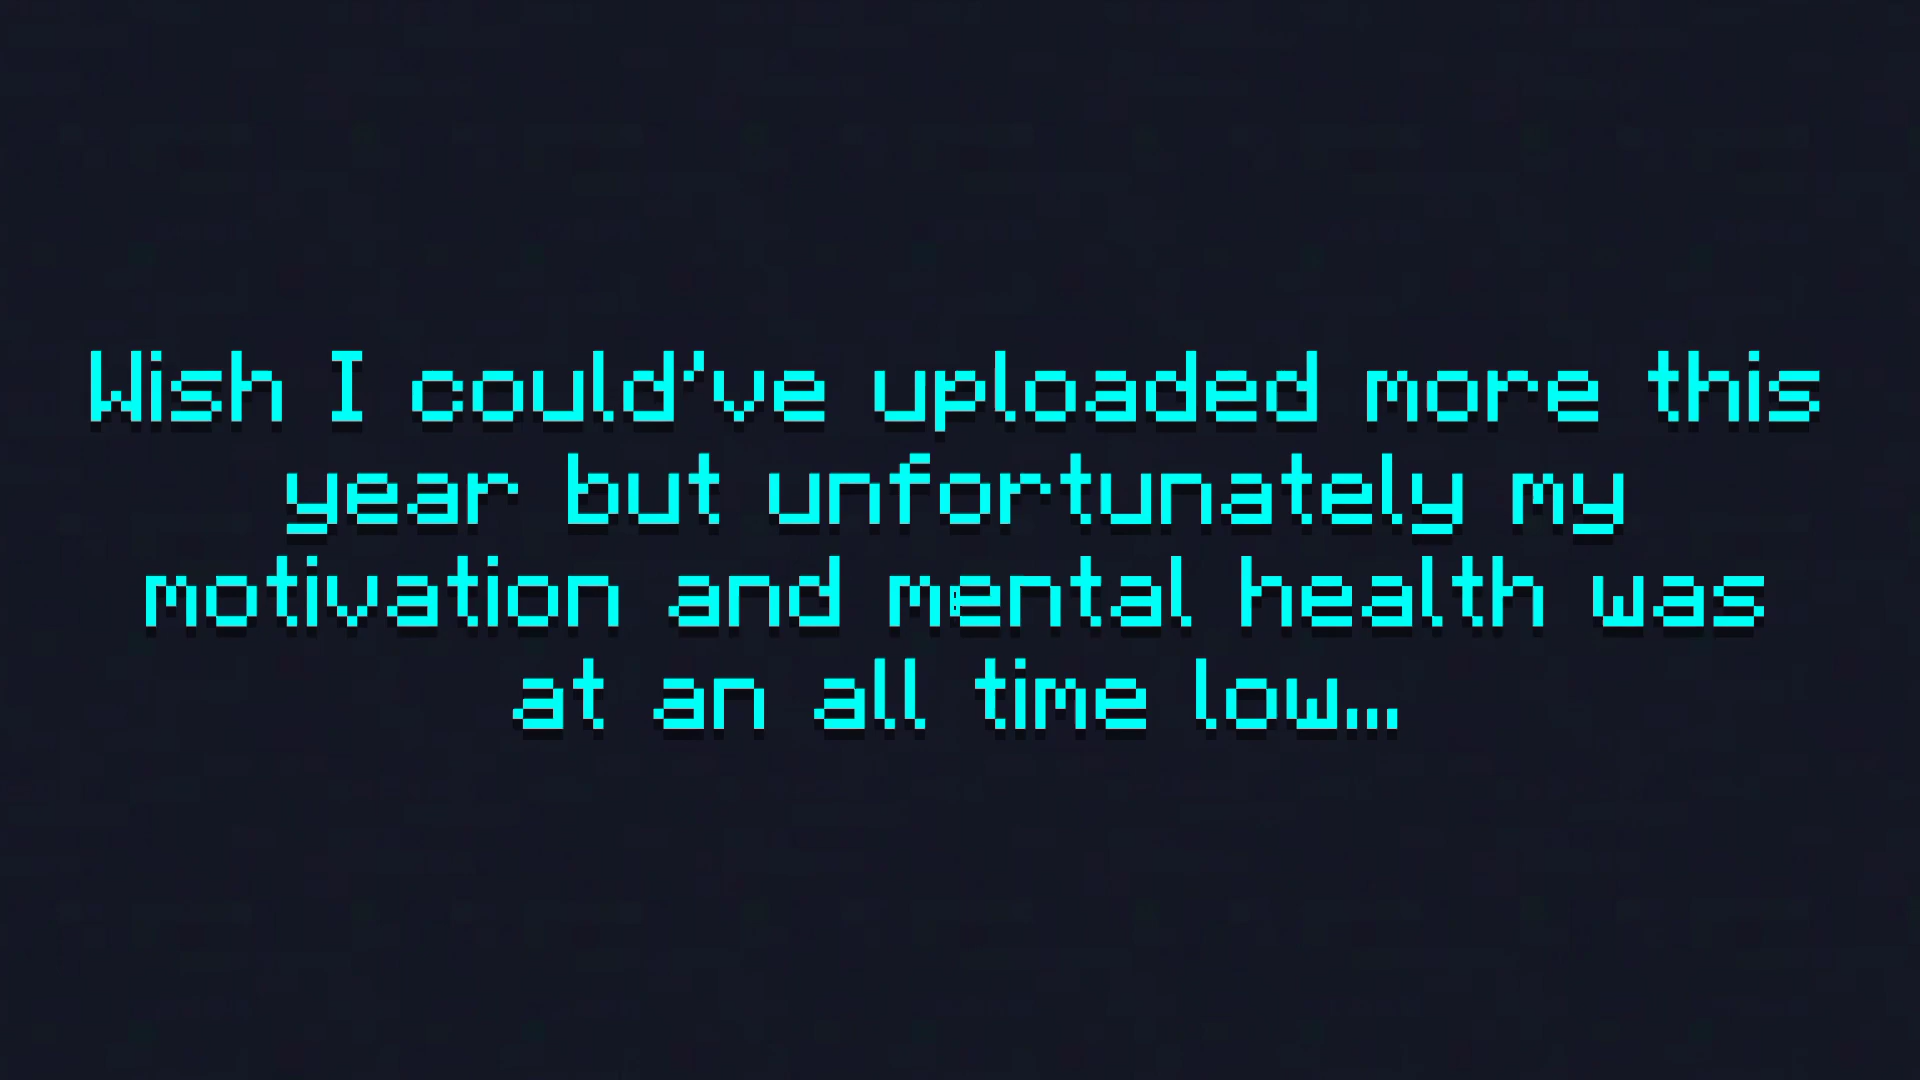 Wish I could've uploaded more this
year but unfortunately my
motivation and mental health was
at an all time low...